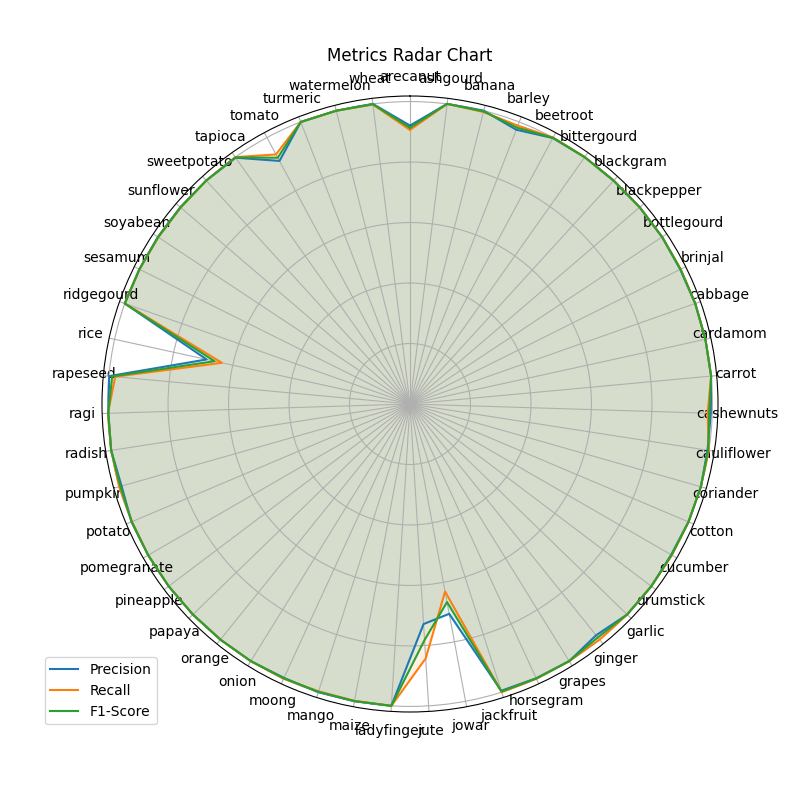 Metrics Radar Chart
arecanut
ashgourd
banana
barley
beetroot
bittergourd
blackgram
blackpepper
bottlegourd
brinjal
cabbage
cardamom
carrot
cashewnuts
cauliflower
coriander
cotton
cucumber
drumstick
garlic
ginger
grapes
horsegram
jackfruit
jowar
jute
ladyfinger
maize
mango
moong
onion
orange
papaya
pineapple
pomegranate
potato
pumpkin
radish
ragi
rapeseed
rice
ridgegourd
sesamum
soyabean
sunflower
sweetpotato
tapioca
tomato
turmeric
watermelon
wheat
Precision
Recall
F1-Score